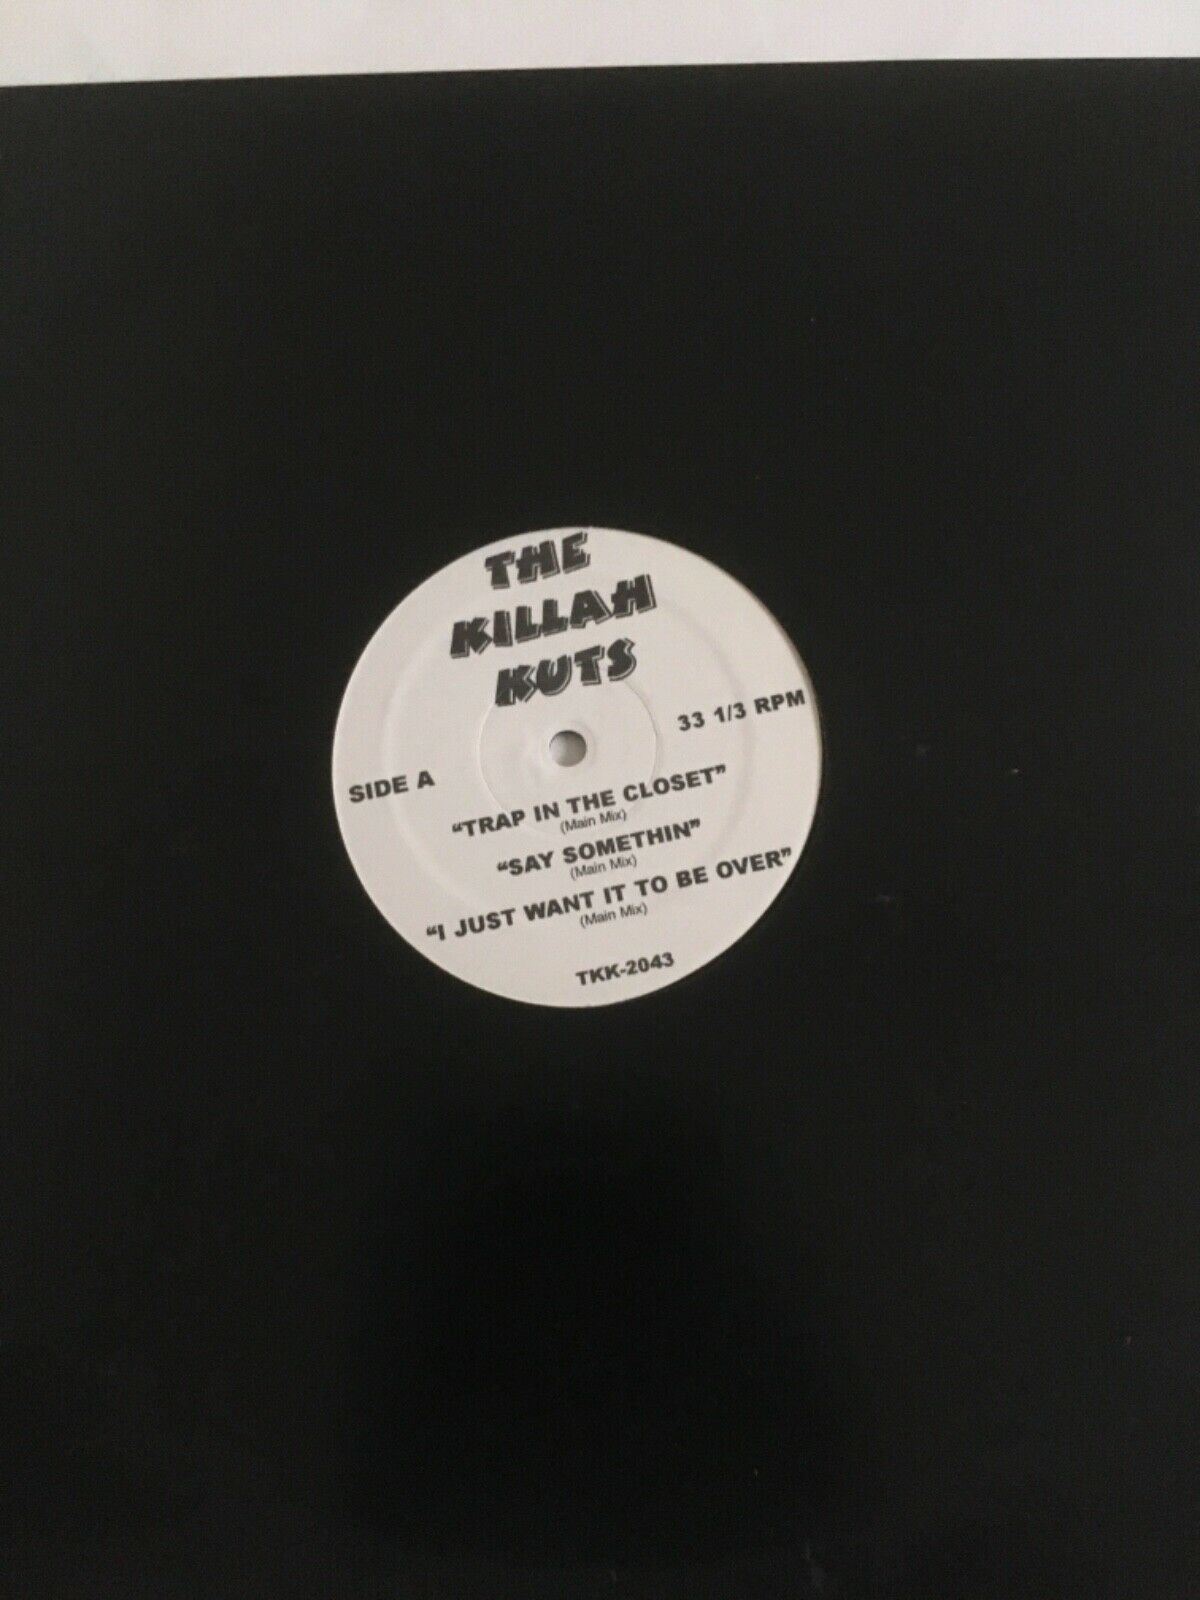 THE
KILLAH
KUTS
33 1/3 RPM
SIDE A
“TRAP IN THE CLOSET”
(Main Mix)
“SAY SOMETHIN”
(Main Mix)
“I JUST WANT IT TO BE OVER”
(Main Mix)
TKK-2043